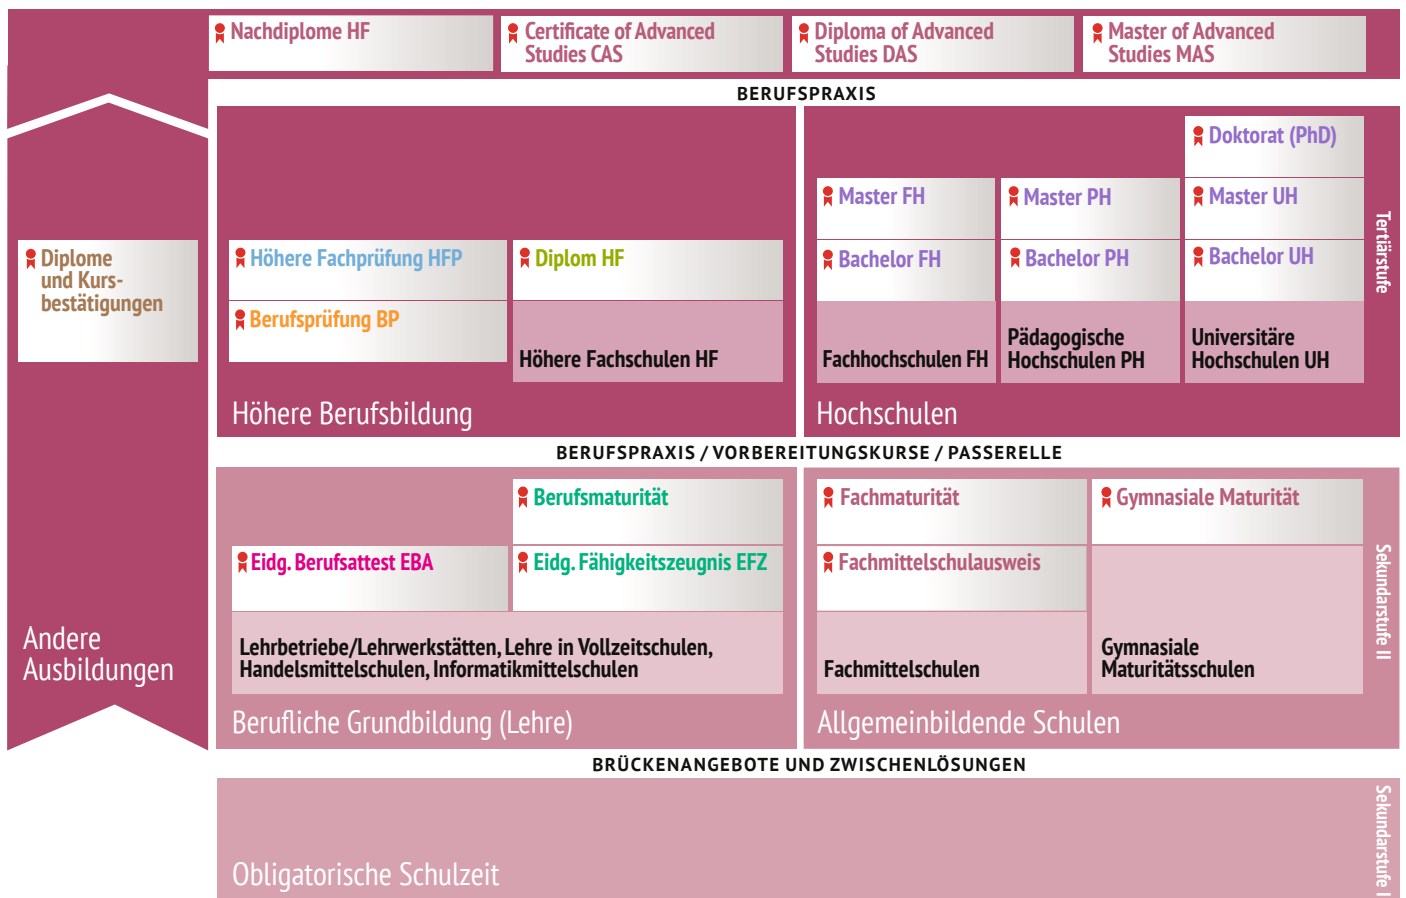 Nachdiplome HF
Certificate of Advanced
Studies CAS
Diploma of Advanced
Studies DAS
Master of Advanced
Studies MAS
BERUFSPRAXIS
Diplome
und Kurs-
bestätigungen
Andere
Ausbildungen
Höhere Fachprüfung HFP
Berufsprüfung BP
Diplom HF
Höhere Fachschulen HF
Höhere Berufsbildung
Master FH
Bachelor FH
Fachhochschulen FH
Master PH
Bachelor PH
Pädagogische
Hochschulen PH
Doktorat (PhD)
Master UH
Bachelor UH
Universitäre
Hochschulen UH
Hochschulen
Tertiärstufe
BERUFSPRAXIS / VORBEREITUNGSKURSE / PASSERELLE
Berufsmaturität
Eidg. Berufsattest EBA
Eidg. Fähigkeitszeugnis EFZ
Lehrbetriebe/Lehrwerkstätten, Lehre in Vollzeitschulen,
Handelsmittelschulen, Informatikmittelschulen
Berufliche Grundbildung (Lehre)
Fachmaturität
Fachmittelschulausweis
Fachmittelschulen
Gymnasiale Maturität
Gymnasiale
Maturitätsschulen
Allgemeinbildende Schulen
Sekundarstufe II
BRÜCKENANGEBOTE UND ZWISCHENLÖSUNGEN
Obligatorische Schulzeit
Sekundarstufe I